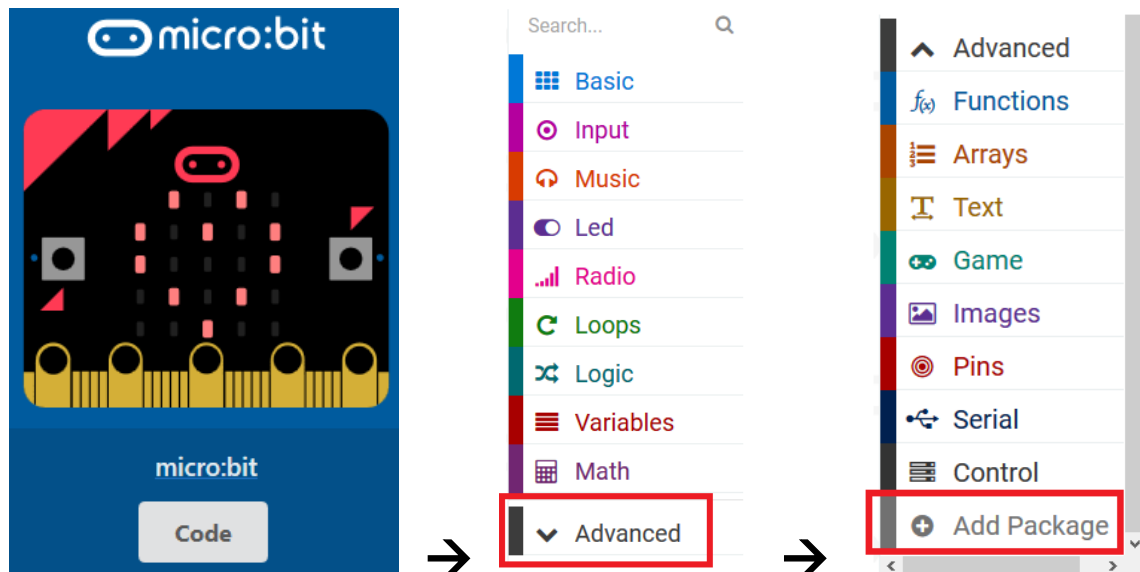 micro:bit
micro:bit
Code
Search...
Basic
Input
Music
Led
Radio
Loops
Logic
Variables
Math
Advanced
Advanced
f(x) Functions
Arrays
Text
Game
Images
Pins
Serial
Control
Add Package